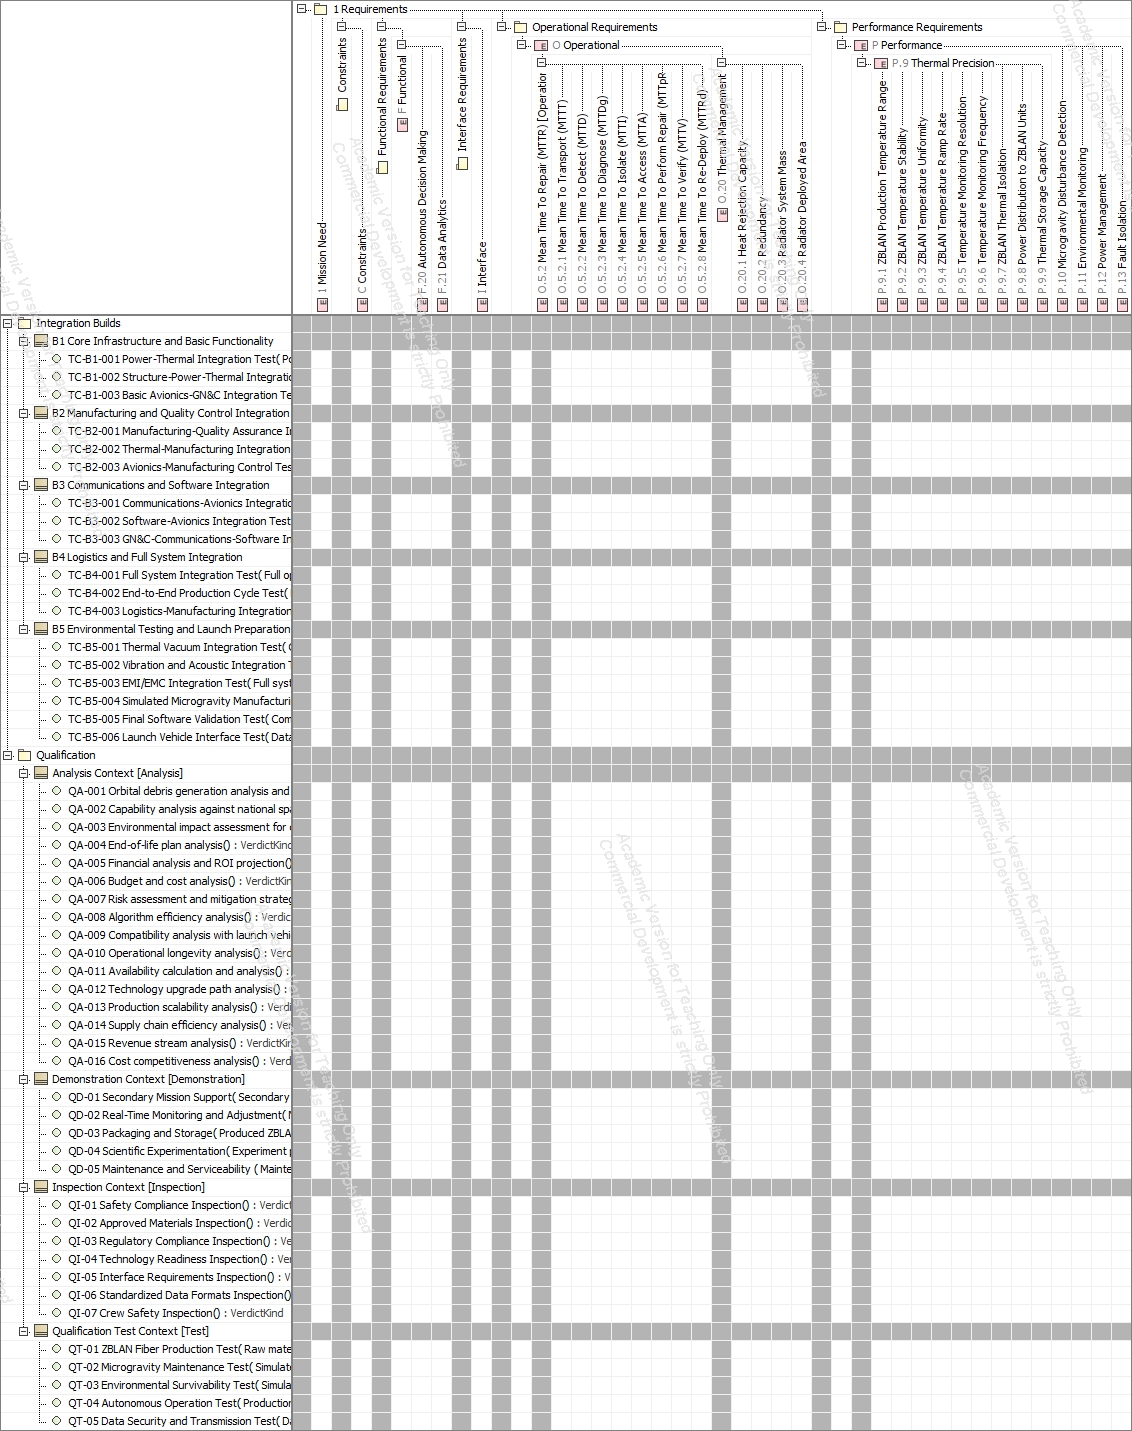 1 Requirements
Constraints
Functional Requirements
F Functional
Interface Requirements
Operational Requirements
O Operational
Performance Requirements
P Performance
P.9 Thermal Precision
1 Mission Need
C Constraints
F.20 Autonomous Decision Making
F.21 Data Analytics
I Interface
O.5.2 Mean Time To Repair (MTTR) [Operation
O.5.2.1 Mean Time To Transport (MTTT)
O.5.2.2 Mean Time To Detect (MTTD)
O.5.2.3 Mean Time To Diagnose (MTTDg)
O.5.2.4 Mean Time To Isolate (MTTI)
O.5.2.5 Mean Time To Access (MTTA)
O.5.2.6 Mean Time To Perform Repair (MTTpR
O.5.2.7 Mean Time To Verify (MTTV)
O.5.2.8 Mean Time To Re-Deploy (MTTRd)
O.20 Thermal Management
O.20.1 Heat Rejection Capacity
O.20.2 Redundancy
O.20.3 Radiator System Mass
O.20.4 Radiator Deployed Area
P.9.1 ZBLAN Production Temperature Range
P.9.2 ZBLAN Temperature Stability
P.9.3 ZBLAN Temperature Uniformity
P.9.4 ZBLAN Temperature Ramp Rate
P.9.5 Temperature Monitoring Resolution
P.9.6 Temperature Monitoring Frequency
P.9.7 ZBLAN Thermal Isolation
P.9.8 Power Distribution to ZBLAN Units
P.9.9 Thermal Storage Capacity
P.10 Microgravity Disturbance Detection
P.11 Environmental Monitoring
P.12 Power Management
P.13 Fault Isolation
Integration Builds
B1 Core Infrastructure and Basic Functionality
TC-B1-001 Power-Thermal Integration Test( Po
TC-B1-002 Structure-Power-Thermal Integratio
TC-B1-003 Basic Avionics-GN&C Integration Te
B2 Manufacturing and Quality Control Integration
TC-B2-001 Manufacturing-Quality Assurance I
TC-B2-002 Thermal-Manufacturing Integration
TC-B2-003 Avionics-Manufacturing Control Tes
B3 Communications and Software Integration
TC-B3-001 Communications-Avionics Integratio
TC-B3-002 Software-Avionics Integration Test
TC-B3-003 GN&C-Communications-Software In
B4 Logistics and Full System Integration
TC-B4-001 Full System Integration Test( Full op
TC-B4-002 End-to-End Production Cycle Test(
TC-B4-003 Logistics-Manufacturing Integration
B5 Environmental Testing and Launch Preparation
TC-B5-001 Thermal Vacuum Integration Test(
TC-B5-002 Vibration and Acoustic Integration T
TC-B5-003 EMI/EMC Integration Test( Full syst
TC-B5-004 Simulated Microgravity Manufacturi
TC-B5-005 Final Software Validation Test( Com
TC-B5-006 Launch Vehicle Interface Test( Data
Qualification
Analysis Context [Analysis]
QA-001 Orbital debris generation analysis and
QA-002 Capability analysis against national spa
QA-003 Environmental impact assessment for
QA-004 End-of-life plan analysis() : VerdictKind
QA-005 Financial analysis and ROI projection()
QA-006 Budget and cost analysis() : VerdictKin
QA-007 Risk assessment and mitigation strateg
QA-008 Algorithm efficiency analysis() : Verdic
QA-009 Compatibility analysis with launch vehi
QA-010 Operational longevity analysis() : Verd
QA-011 Availability calculation and analysis() :
QA-012 Technology upgrade path analysis() :
QA-013 Production scalability analysis() : Verdi
QA-014 Supply chain efficiency analysis() : Ver
QA-015 Revenue stream analysis() : VerdictKin
QA-016 Cost competitiveness analysis() : Verd
Demonstration Context [Demonstration]
QD-01 Secondary Mission Support( Secondary
QD-02 Real-Time Monitoring and Adjustment(
QD-03 Packaging and Storage( Produced ZBLA
QD-04 Scientific Experimentation( Experiment
QD-05 Maintenance and Serviceability ( Mainte
Inspection Context [Inspection]
QI-01 Safety Compliance Inspection() : Verdict
QI-02 Approved Materials Inspection() : Verdic
QI-03 Regulatory Compliance Inspection() : Ve
QI-04 Technology Readiness Inspection() : Ver
QI-05 Interface Requirements Inspection() : V
QI-06 Standardized Data Formats Inspection()
QI-07 Crew Safety Inspection() : VerdictKind
Qualification Test Context [Test]
QT-01 ZBLAN Fiber Production Test( Raw mate
QT-02 Microgravity Maintenance Test( Simulat
QT-03 Environmental Survivability Test( Simula
QT-04 Autonomous Operation Test( Production
QT-05 Data Security and Transmission Test( Da
Academic Version for Teaching Only
Commercial Development is strictly Prohibited